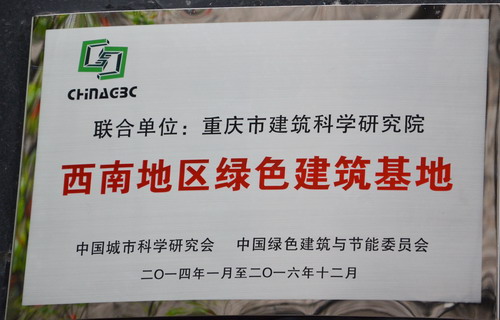 CHINAGBC
联合单位：重庆市建筑科学研究院
西南地区绿色建筑基地
中国城市科学研究会 中国绿色建筑与节能委员会
二〇一四年一月至二〇一六年十二月